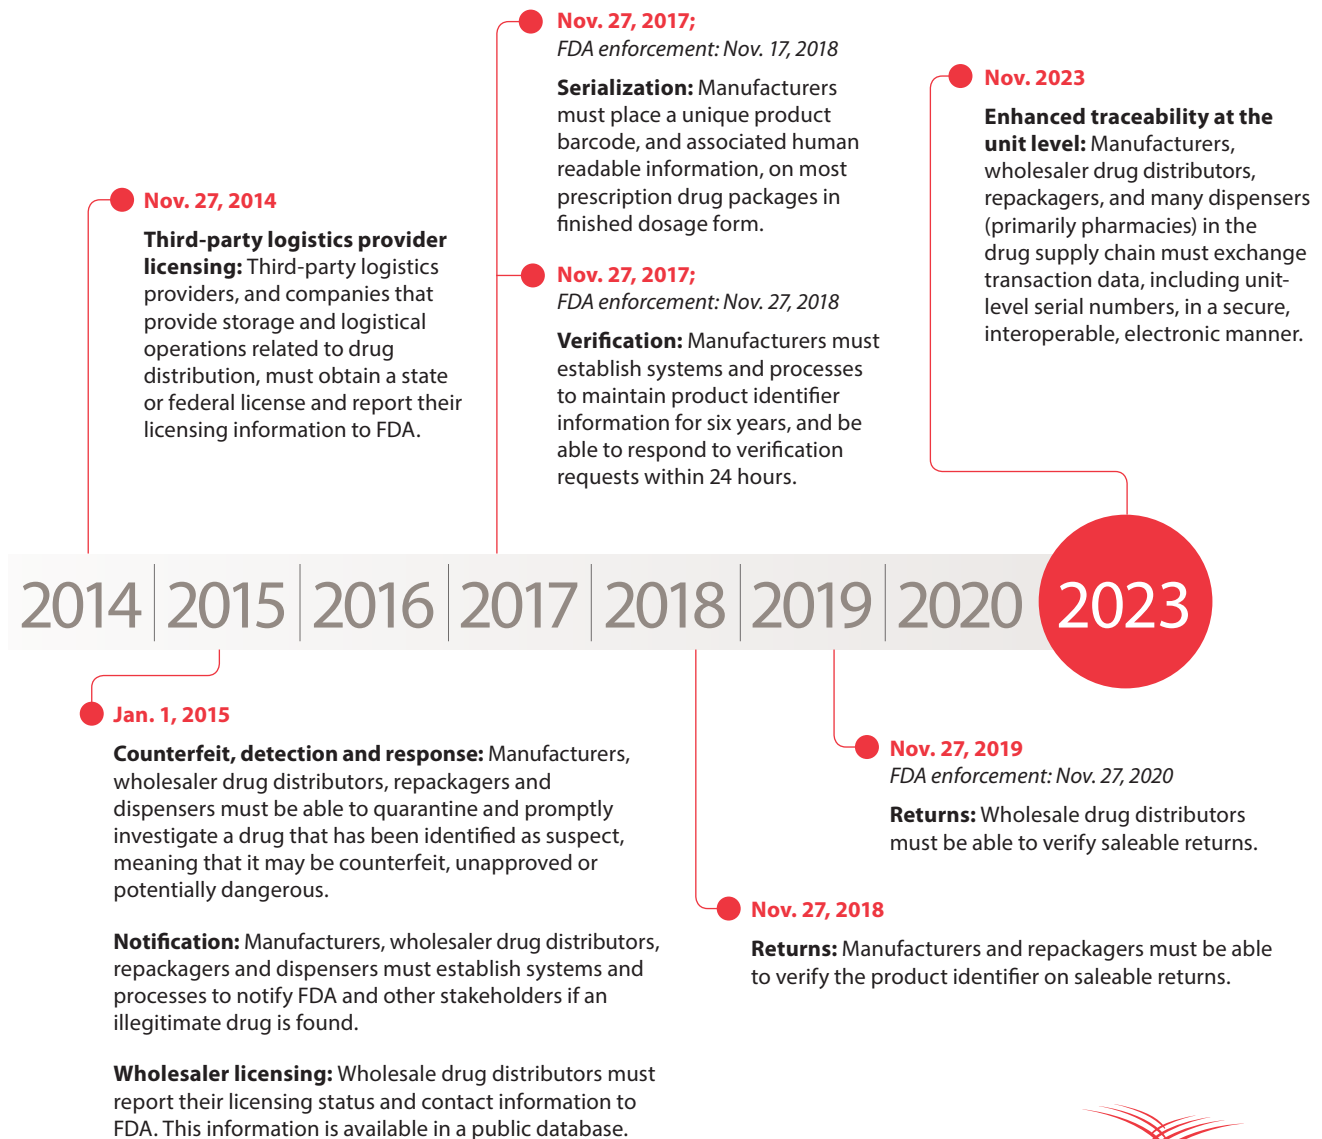 Nov. 27, 2014
Third-party logistics provider
licensing: Third-party logistics
providers, and companies that
provide storage and logistical
operations related to drug
distribution, must obtain a state
or federal license and report their
licensing information to FDA.
Nov. 27, 2017;
FDA enforcement: Nov. 17, 2018
Serialization: Manufacturers
must place a unique product
barcode, and associated human
readable information, on most
prescription drug packages in
finished dosage form.
Nov. 27, 2017;
FDA enforcement: Nov. 27, 2018
Verification: Manufacturers must
establish systems and processes
to maintain product identifier
information for six years, and be
able to respond to verification
requests within 24 hours.
Nov. 2023
Enhanced traceability at the
unit level: Manufacturers,
wholesaler drug distributors,
repackagers, and many dispensers
(primarily pharmacies) in the
drug supply chain must exchange
transaction data, including unit-
level serial numbers, in a secure,
interoperable, electronic manner.
2014 2015 2016 2017 2018 2019 2020 2023
Jan. 1, 2015
Counterfeit, detection and response: Manufacturers,
wholesaler drug distributors, repackagers and
dispensers must be able to quarantine and promptly
investigate a drug that has been identified as suspect,
meaning that it may be counterfeit, unapproved or
potentially dangerous.
Notification: Manufacturers, wholesaler drug distributors,
repackagers and dispensers must establish systems and
processes to notify FDA and other stakeholders if an
illegitimate drug is found.
Wholesaler licensing: Wholesale drug distributors must
report their licensing status and contact information to
FDA. This information is available in a public database.
Nov. 27, 2019
FDA enforcement: Nov. 27, 2020
Returns: Wholesale drug distributors
must be able to verify saleable returns.
Nov. 27, 2018
Returns: Manufacturers and repackagers must be able
to verify the product identifier on saleable returns.